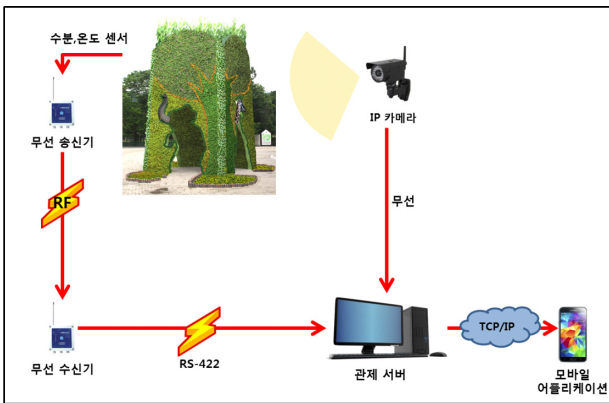 수분,온도 센서
무선 송신기
IP 카메라
RF
무선
TCP/IP
RS-422
무선 수신기
관제 서버
모바일
어플리케이션